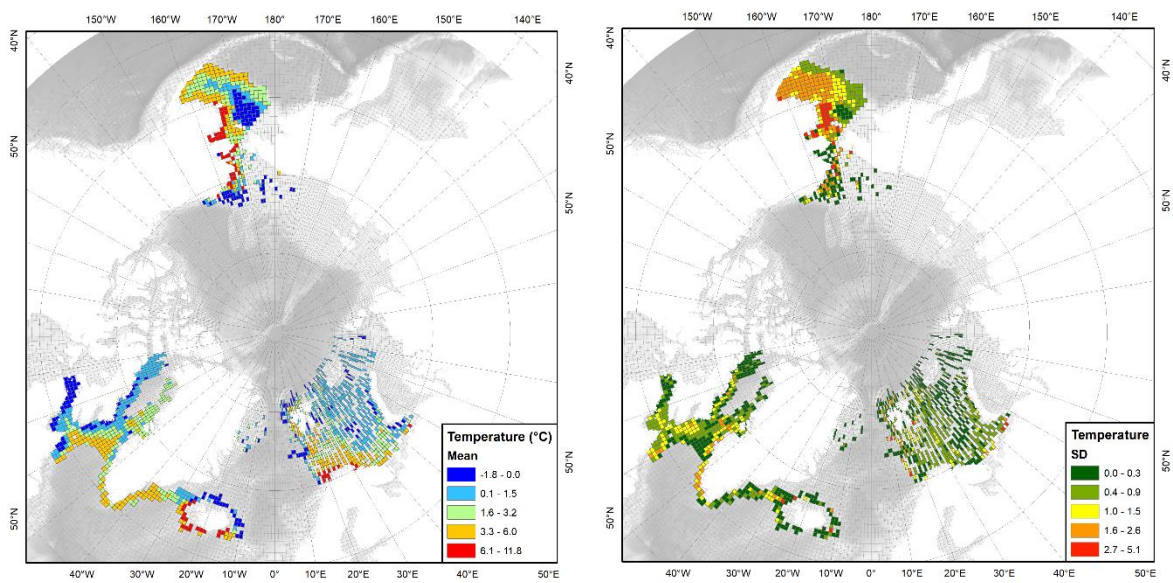 150°W 160°W 170°W 180° 170°E 160°E 150°E 140°E
40°N
50°N
50°N
40°N
50°N
50°N
Temperature (°C)
Mean
-1.8 - 0.0
0.1 - 1.5
1.6 - 3.2
3.3 - 6.0
6.1 - 11.8
40°W 30°W 20°W 10°W 0° 10°E 20°E 30°E 50°E
150°W 160°W 170°W 180° 170°E 160°E 150°E 140°E
40°N
50°N
50°N
40°N
50°N
50°N
Temperature
SD
0.0 - 0.3
0.4 - 0.9
1.0 - 1.5
1.6 - 2.6
2.7 - 5.1
40°W 30°W 20°W 10°W 0° 10°E 20°E 30°E 50°E